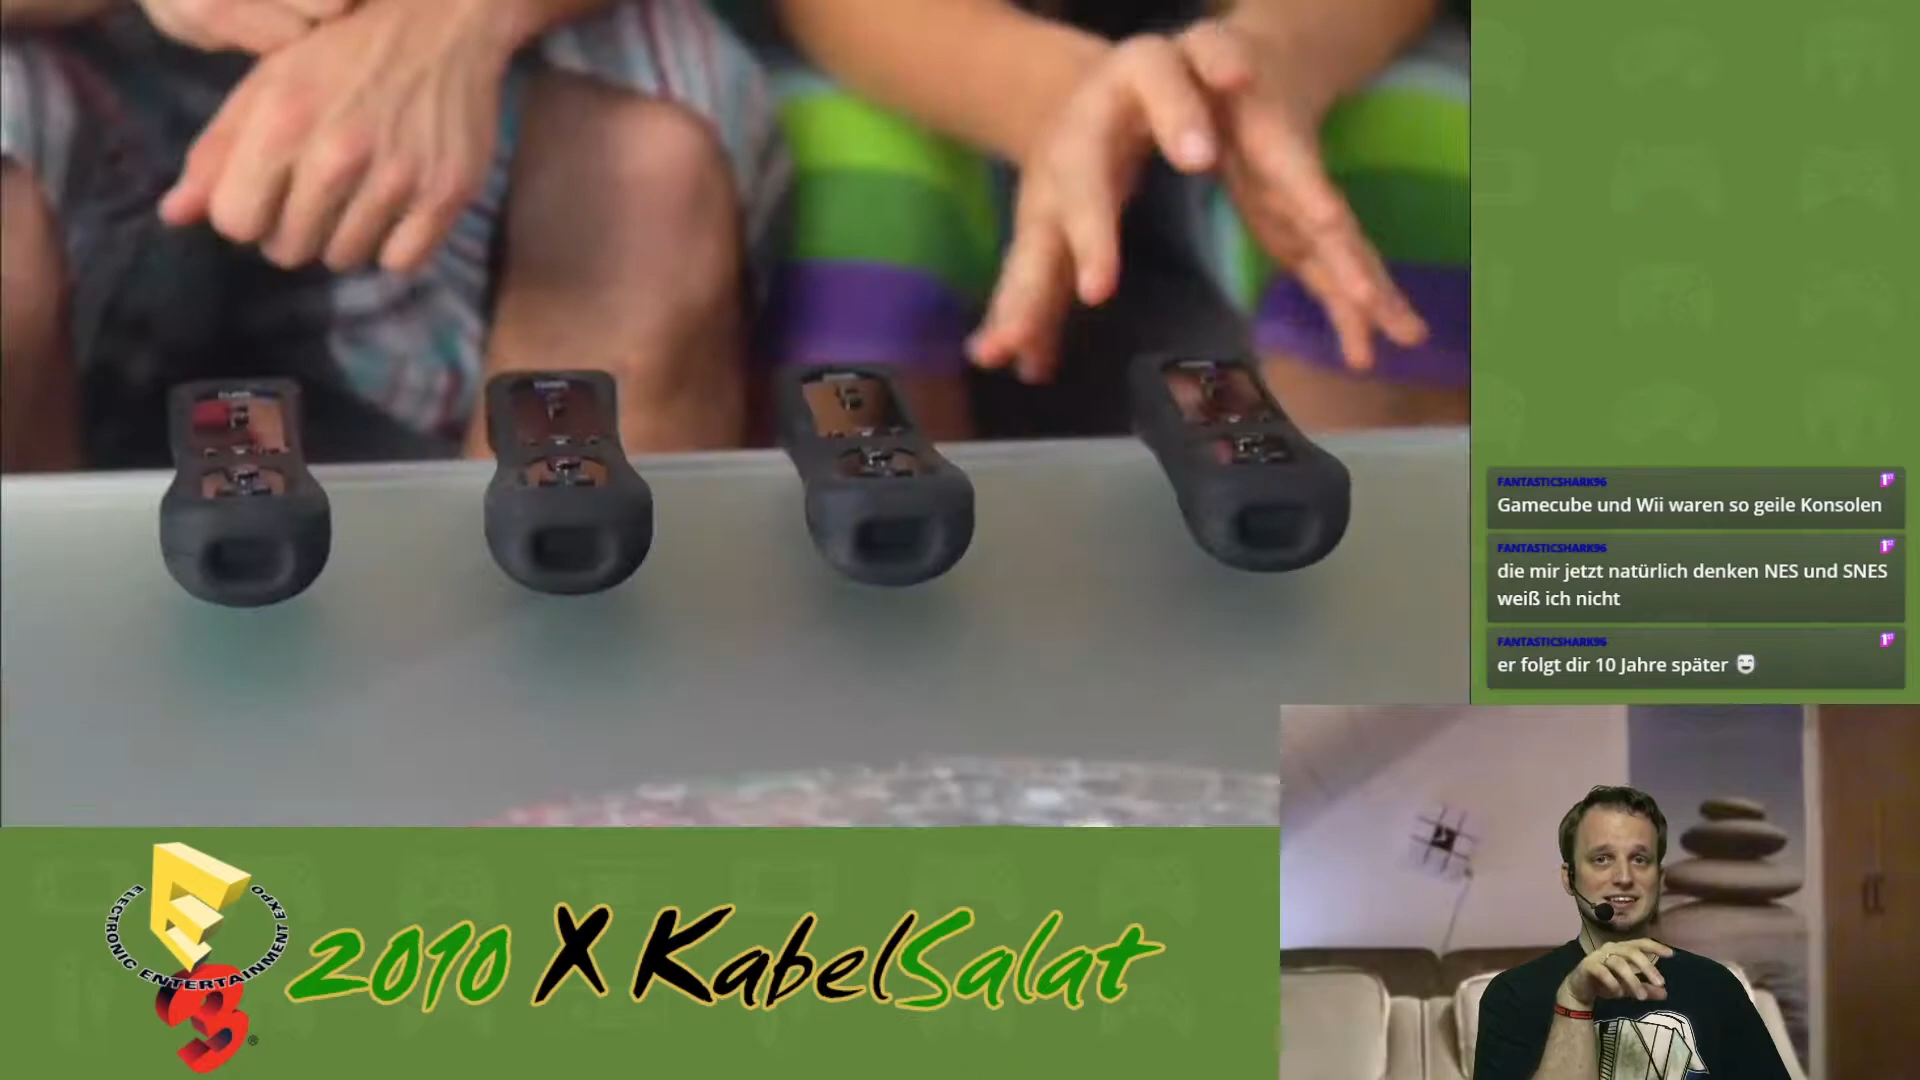 FANTASTICSHARK96
Gamecube und Wii waren so geile Konsolen
FANTASTICSHARK96
die mir jetzt natürlich denken NES und SNES
weiß ich nicht
FANTASTICSHARK96
er folgt dir 10 Jahre später
ELECTRONIC ENTERTAINMENT EXPO
E3
2010 X KabelSalat